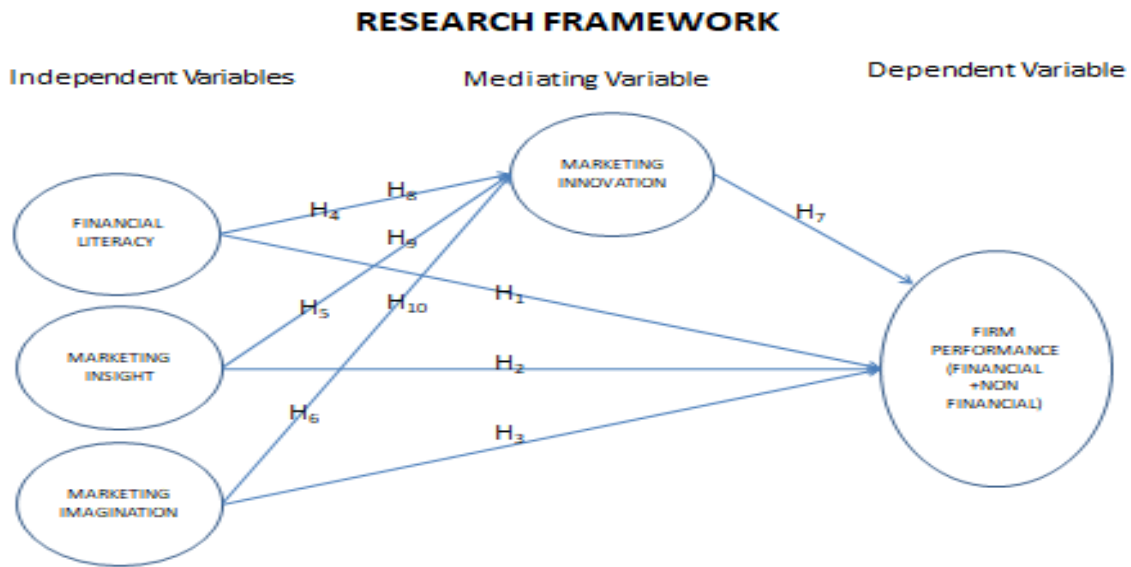 RESEARCH FRAMEWORK
Independent Variables
Mediating Variable
Dependent Variable
MARKETING
INNOVATION
FINANCIAL
LITERACY
H₄
H₈
H₇
H₉
H₅
H₁₀
H₁
MARKETING
INSIGHT
H₂
FIRM
PERFORMANCE
(FINANCIAL
+NON
FINANCIAL)
H₆
H₃
MARKETING
IMAGINATION